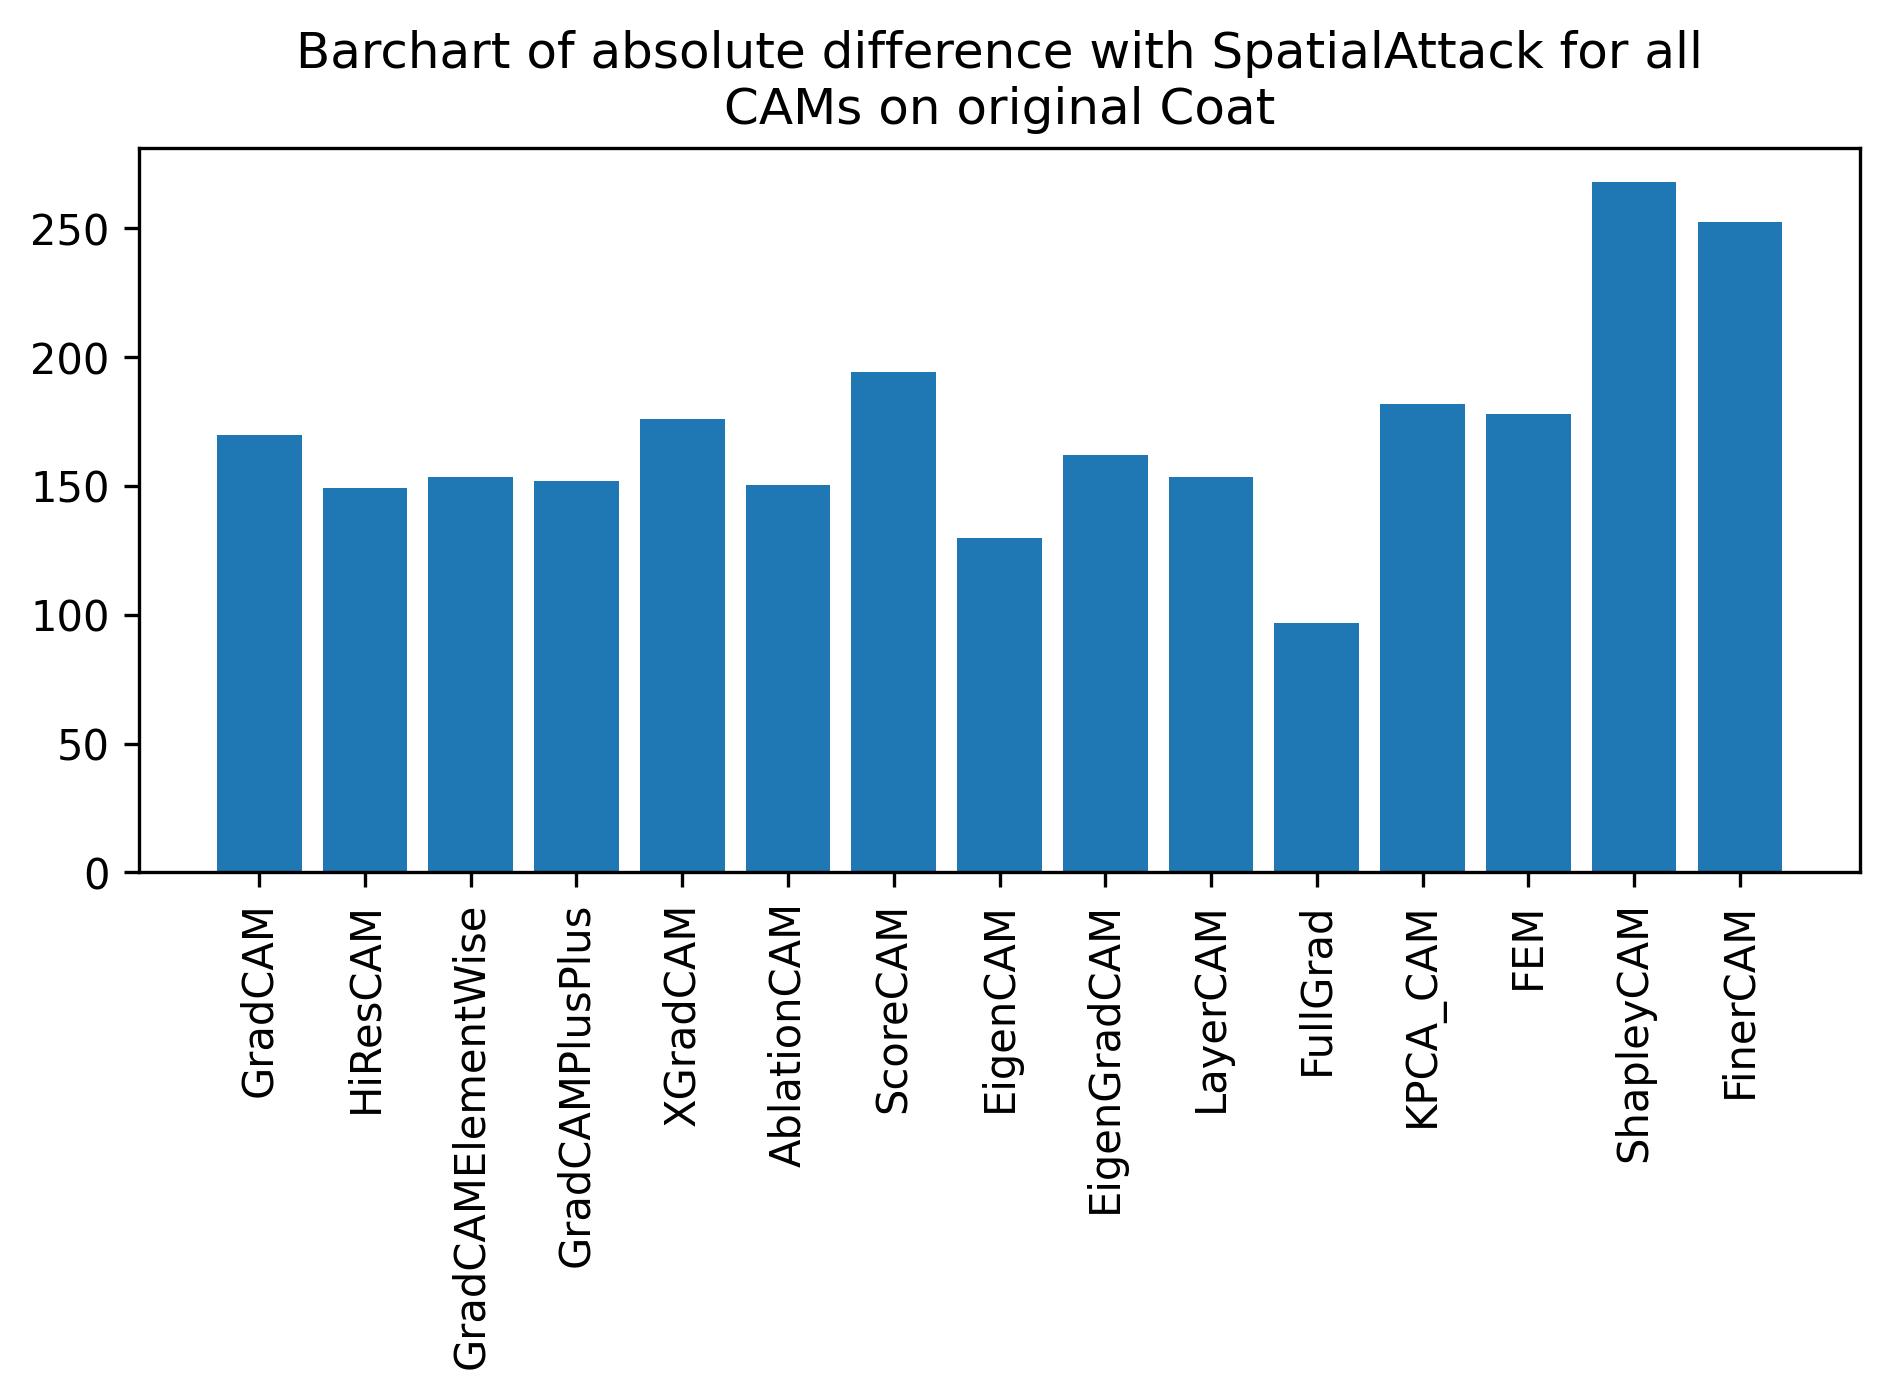 Barchart of absolute difference with SpatialAttack for all
CAMs on original Coat
250
200
150
100
50
0
GradCAM
HiResCAM
GradCAMElementWise
GradCAMPlusPlus
XGradCAM
AblationCAM
ScoreCAM
EigenCAM
EigenGradCAM
LayerCAM
FullGrad
KPCA_CAM
FEM
ShapleyCAM
FinerCAM